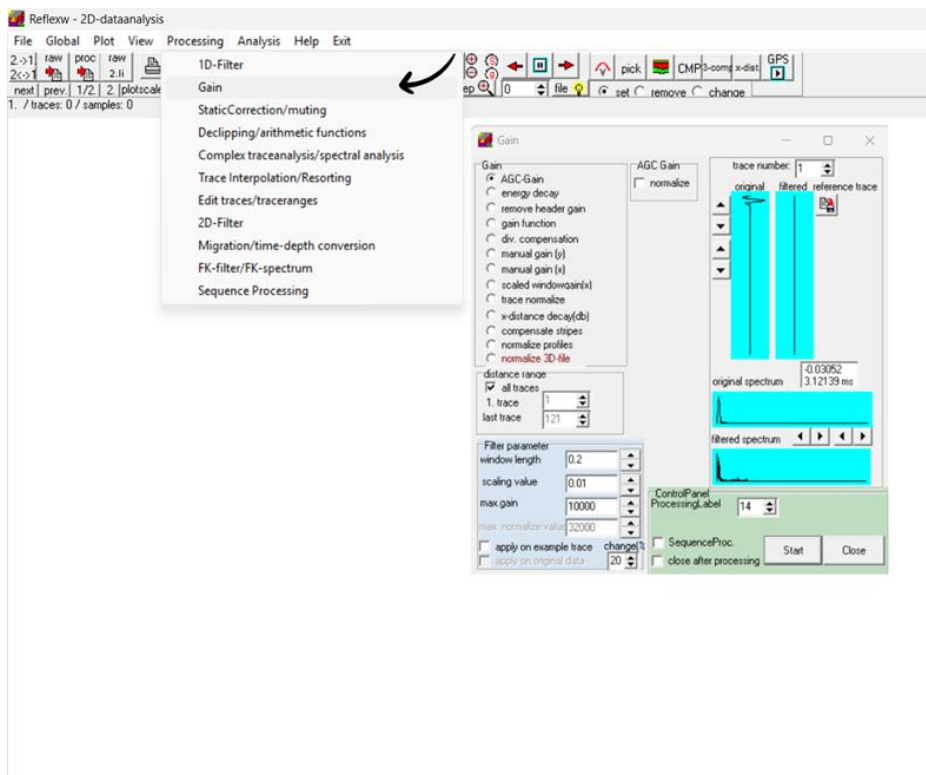 Reflexw - 2D-dataanalysis
File Global Plot View Processing Analysis Help Exit
2.->1 raw proc raw
2<->1 2.li
next prev. 1/2. 2. plotscale
1. / traces: 0 / samples: 0
1D-Filter
Gain
StaticCorrection/muting
Declipping/arithmetic functions
Complex traceanalysis/spectral analysis
Trace Interpolation/Resorting
Edit traces/traceranges
2D-Filter
Migration/time-depth conversion
FK-filter/FK-spectrum
Sequence Processing
pick CMP 3-comp x-dist. GPS
ep 0 file set remove change
Gain
Gain
AGC-Gain
energy decay
remove header gain
gain function
div. compensation
manual gain (y)
manual gain (x)
scaled windowgain(x)
trace normalize
x-distance decay(db)
compensate stripes
normalize profiles
normalize 3D-file
AGC Gain
normalize
trace number: 1
original filtered reference trace
distance range
all traces
1. trace 1
last trace 121
-0.03052
original spectrum 3.12139 ms
filtered spectrum
Filter parameter
window length 0.2
scaling value 0.01
max.gain 10000
max. normalize value 32000
apply on example trace change(%
apply on original data 20
ControlPanel
ProcessingLabel 14
SequenceProc.
close after processing
Start Close